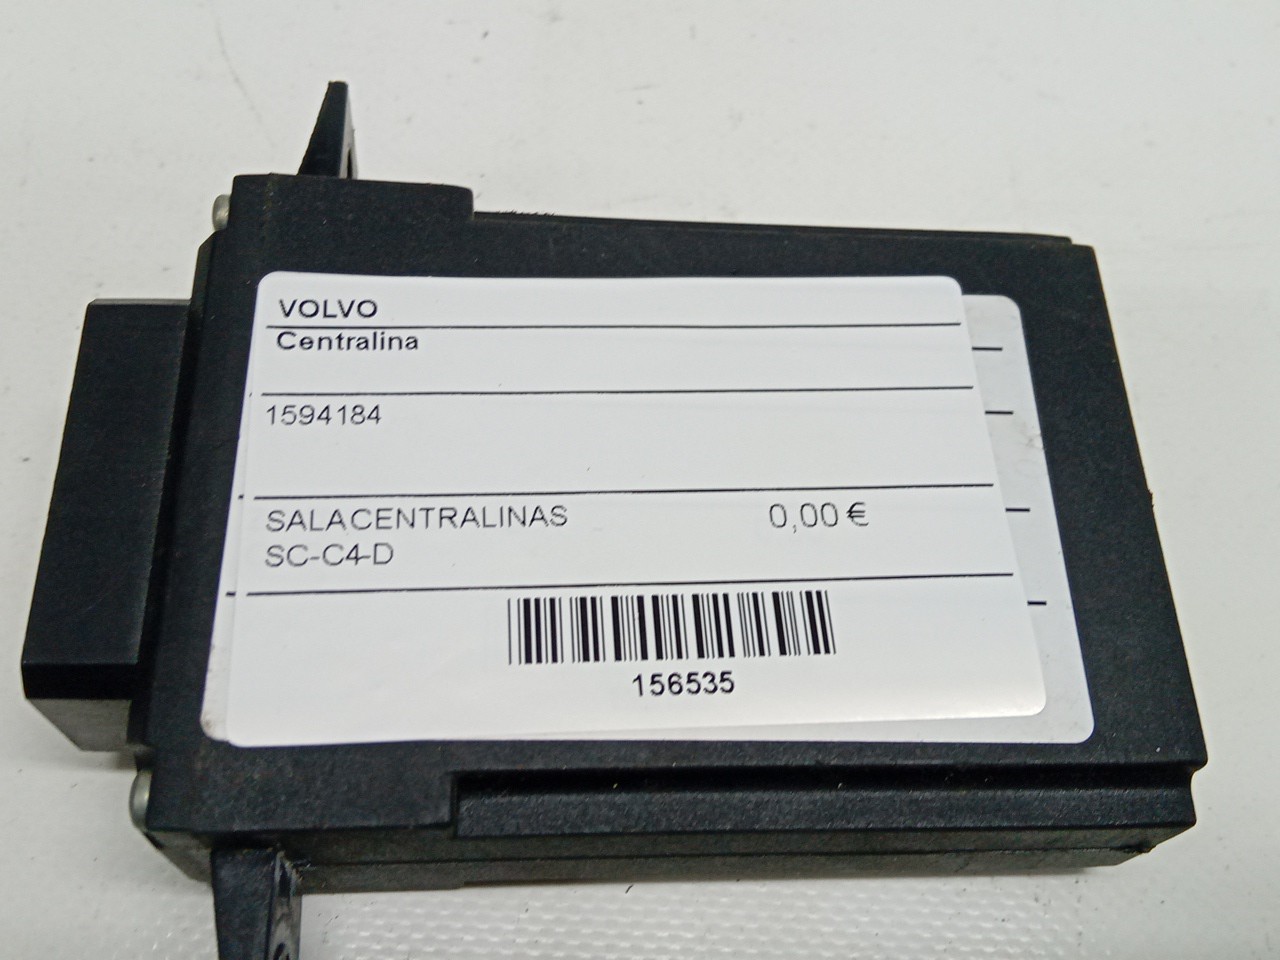 VOLVO
Centralina
1594184
SALACENTRALINAS 0,00 €
SC-C4-D
156535